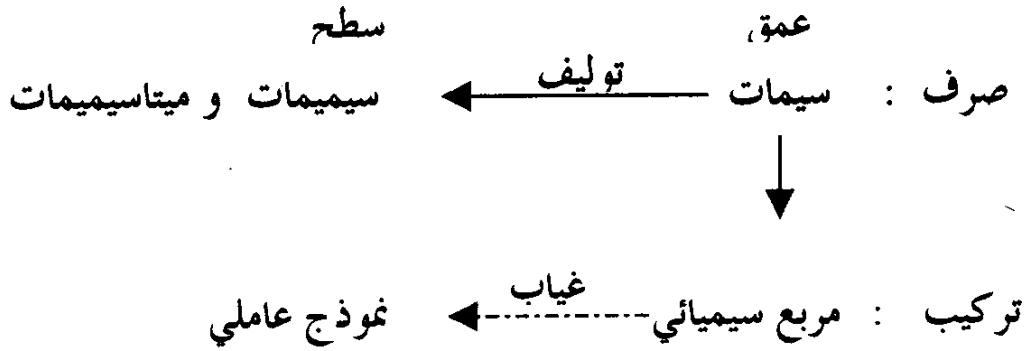 عمق سطح
صرف : سيمات توليف سيميمات و ميتاسيميمات
تركيب : مربع سيميائي غياب نموذج عاملي